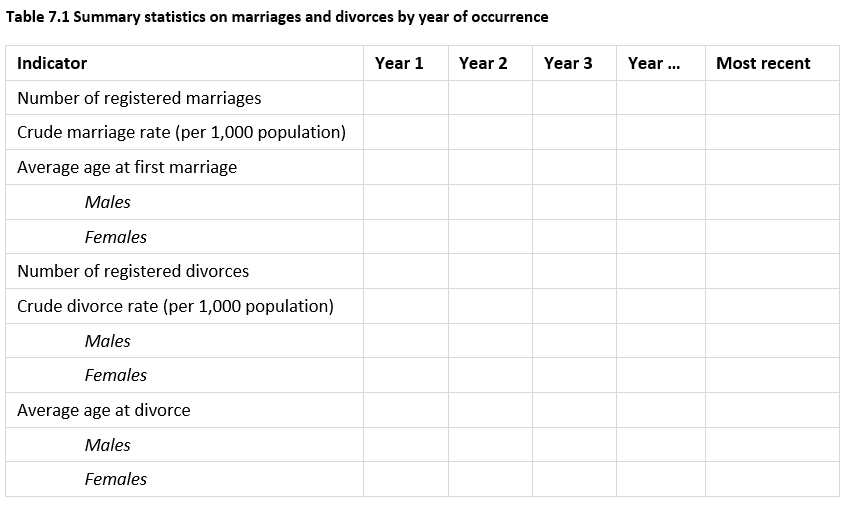 Table 7.1 Summary statistics on marriages and divorces by year of occurrence
Indicator Year 1 Year 2 Year 3 Year ... Most recent
Number of registered marriages
Crude marriage rate (per 1,000 population)
Average age at first marriage
Males
Females
Number of registered divorces
Crude divorce rate (per 1,000 population)
Males
Females
Average age at divorce
Males
Females